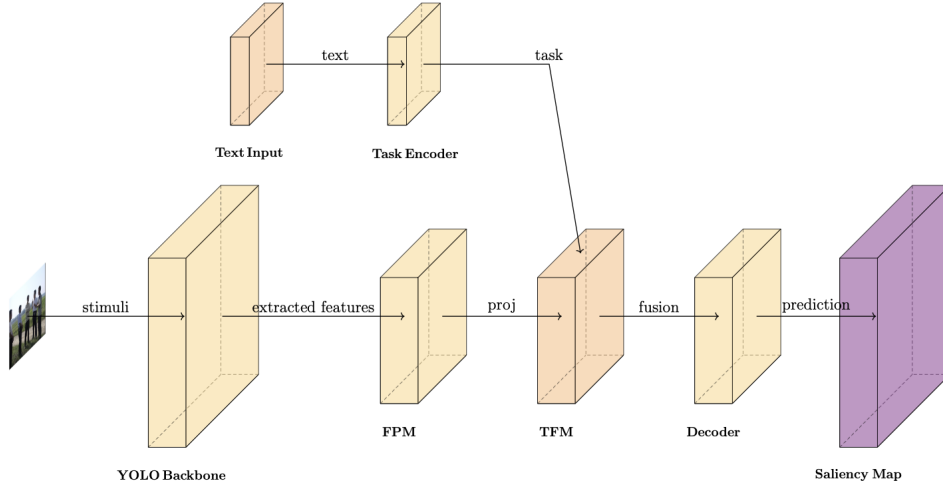 text
task
Text Input
Task Encoder
stimuli
extracted features
proj
fusion
prediction
FPM
TFM
Decoder
YOLO Backbone
Saliency Map